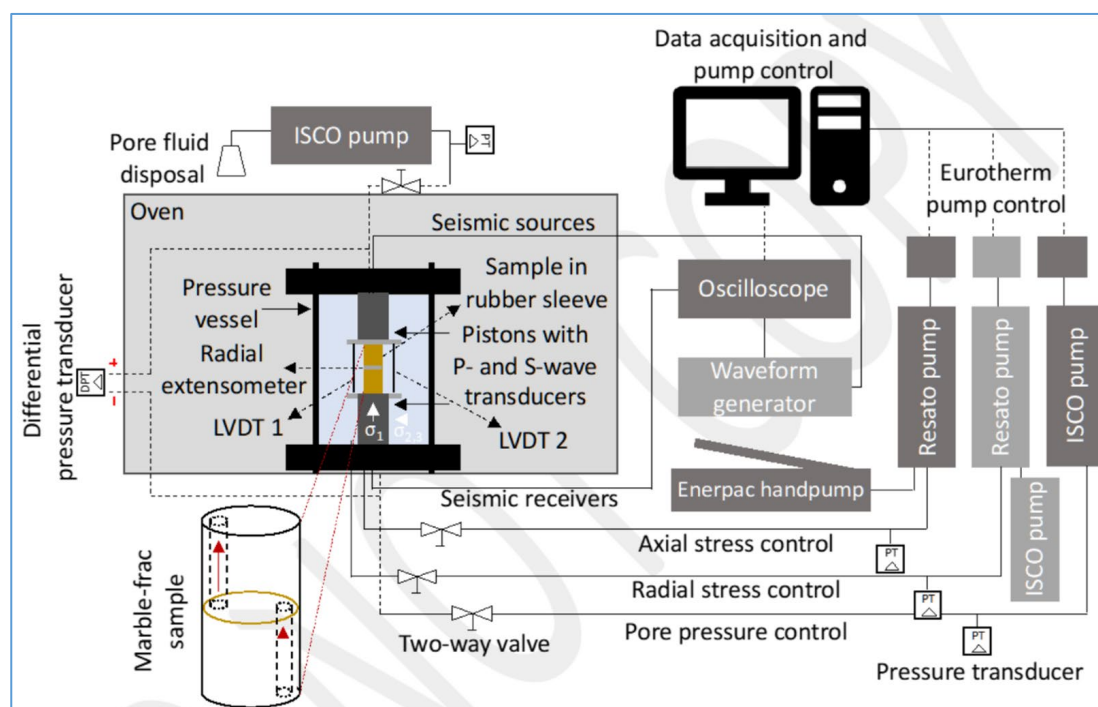 Data acquisition and
pump control
ISCO pump
PT
Pore fluid
disposal
Oven
Seismic sources
Eurotherm
pump control
Pressure
vessel
Sample in
rubber sleeve
Oscilloscope
Radial
extensometer
Pistons with
P- and S-wave
transducers
Waveform
generator
Resato pump
Resato pump
ISCO pump
Differential
pressure transducer
DPT
+
−
LVDT 1
σ1
σ2,3
LVDT 2
Enerpac handpump
ISCO pump
Seismic receivers
Axial stress control
PT
Radial stress control
PT
Pore pressure control
PT
Two-way valve
Pressure transducer
Marble-frac
sample
NOT COPY